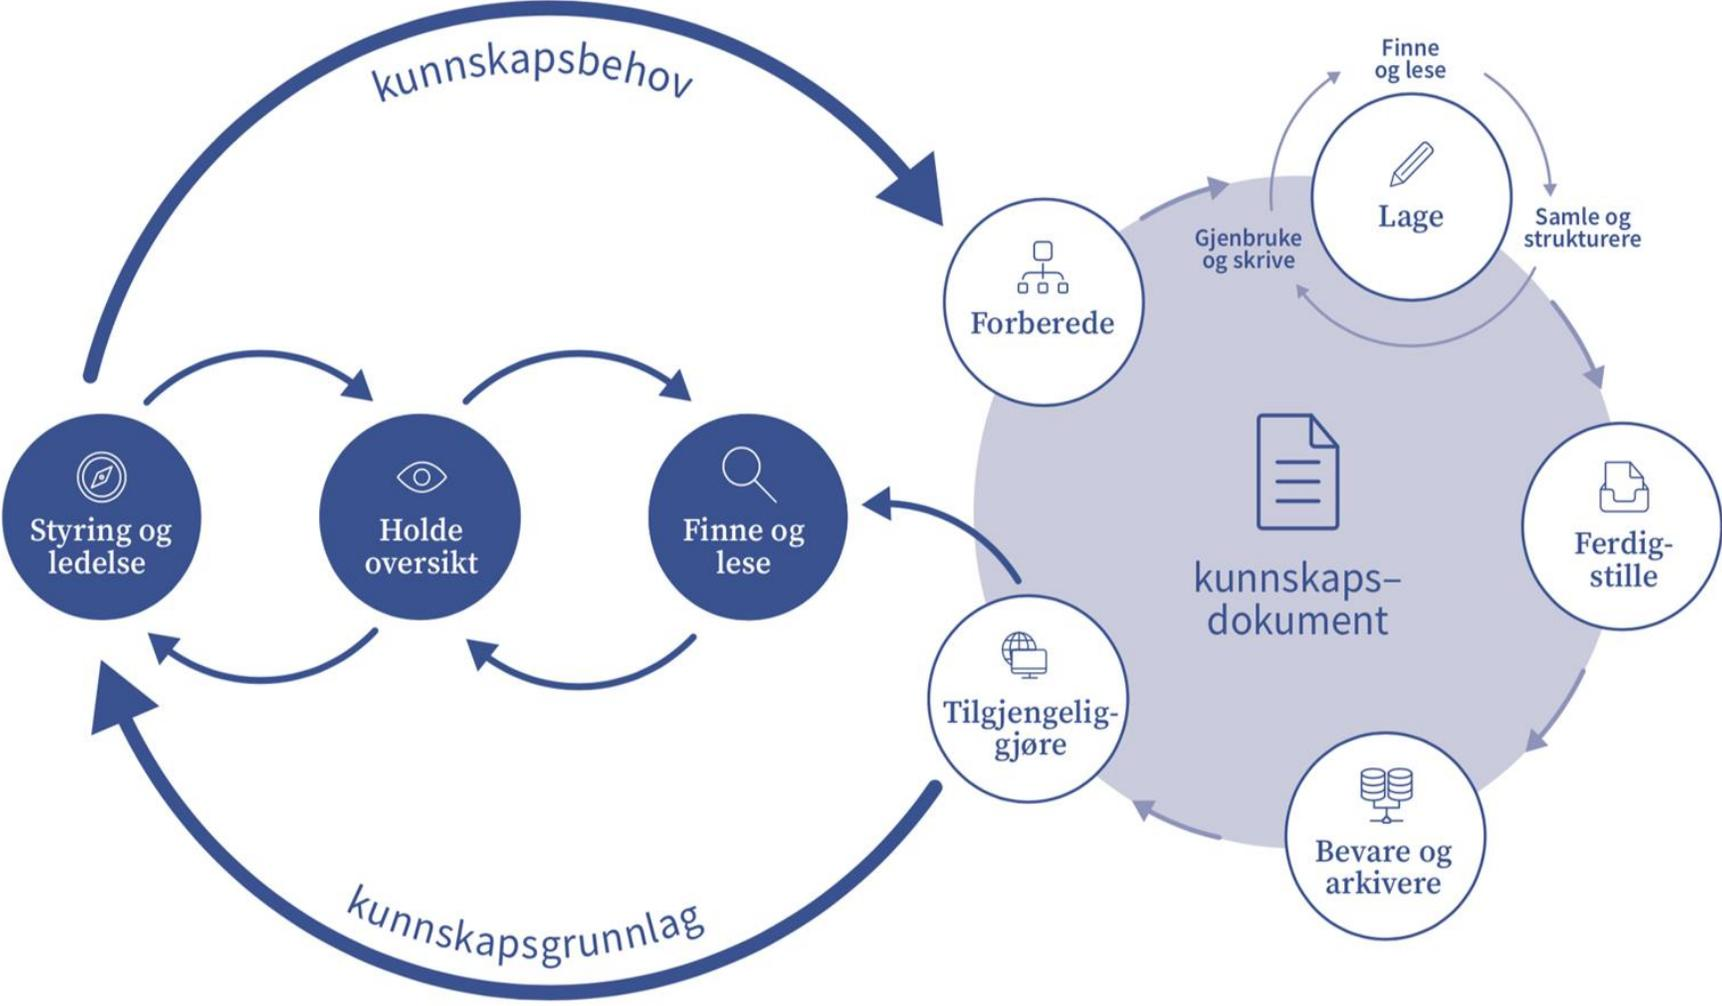 kunnskapsbehov
Finne
og lese
Lage
Samle og
strukturere
Gjenbruke
og skrive
Forberede
Styring og
ledelse
Holde
oversikt
Finne og
lese
kunnskaps–
dokument
Ferdig-
stille
Tilgjengelig-
gjøre
Bevare og
arkivere
kunnskapsgrunnlag